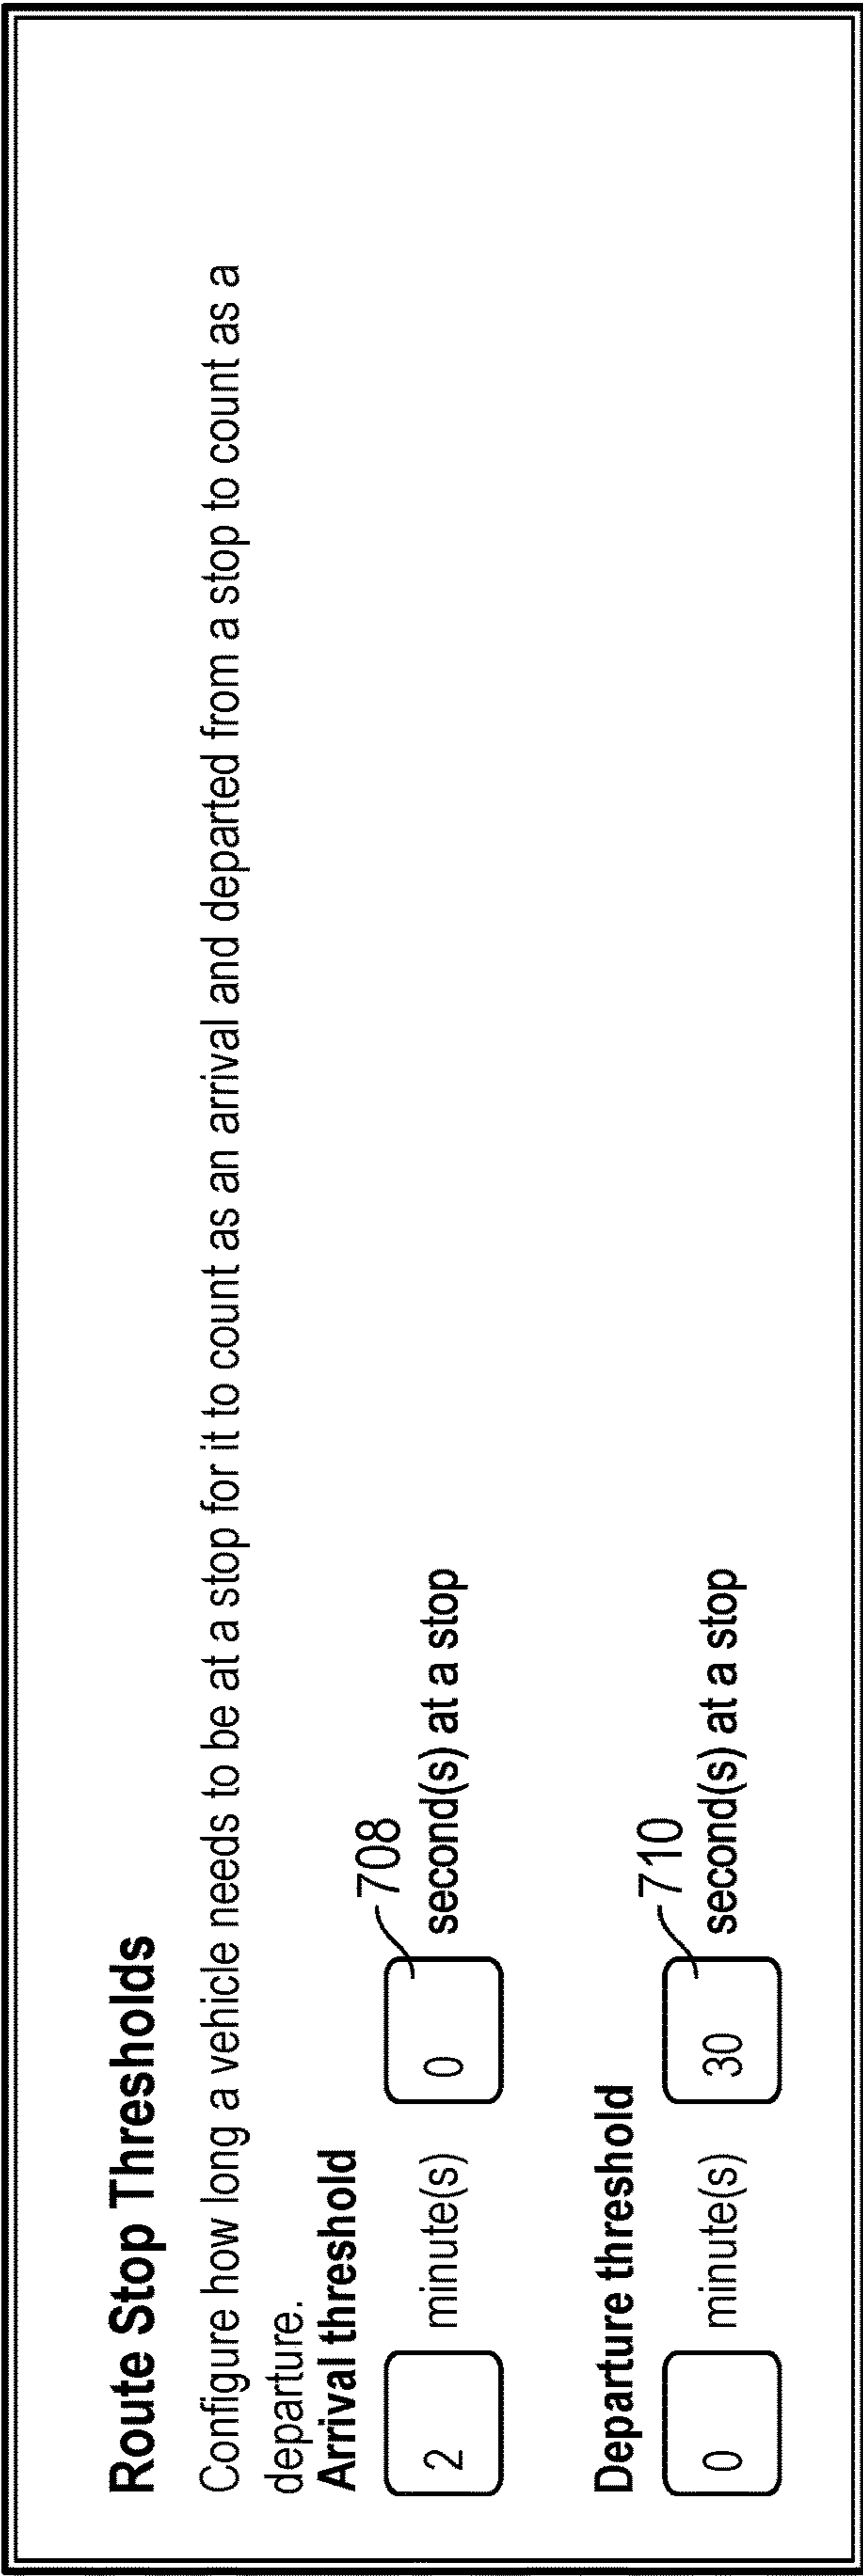 Route Stop Thresholds
Configure how long a vehicle needs to be at a stop for it to count as an arrival and departed from a stop to count as a
departure.
Arrival threshold
708
2 minute(s) 0 second(s) at a stop
Departure threshold
710
0 minute(s) 30 second(s) at a stop